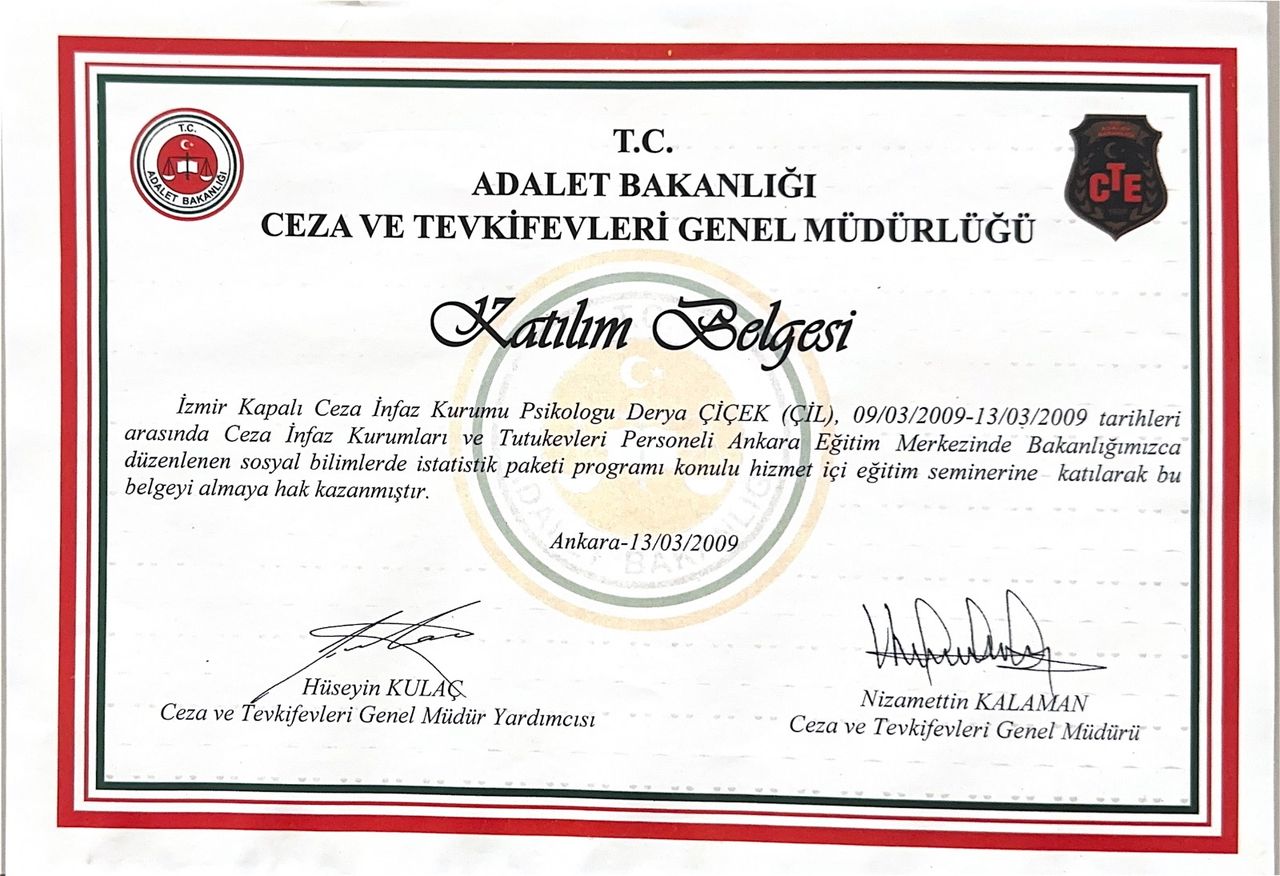 T.C.
ADALET BAKANLIĞI
CEZA VE TEVKİFEVLERİ GENEL MÜDÜRLÜĞÜ
T.C.
ADALET BAKANLIĞI
ADALET
BAKANLIĞI
CTE
Katılım Belgesi
İzmir Kapalı Ceza İnfaz Kurumu Psikologu Derya ÇİÇEK (ÇİL), 09/03/2009-13/03/2009 tarihleri
arasında Ceza İnfaz Kurumları ve Tutukevleri Personeli Ankara Eğitim Merkezinde Bakanlığımızca
düzenlenen sosyal bilimlerde istatistik paketi programı konulu hizmet içi eğitim seminerine katılarak bu
belgeyi almaya hak kazanmıştır.
Ankara-13/03/2009
Hüseyin KULAÇ
Ceza ve Tevkifevleri Genel Müdür Yardımcısı
Nizamettin KALAMAN
Ceza ve Tevkifevleri Genel Müdürü